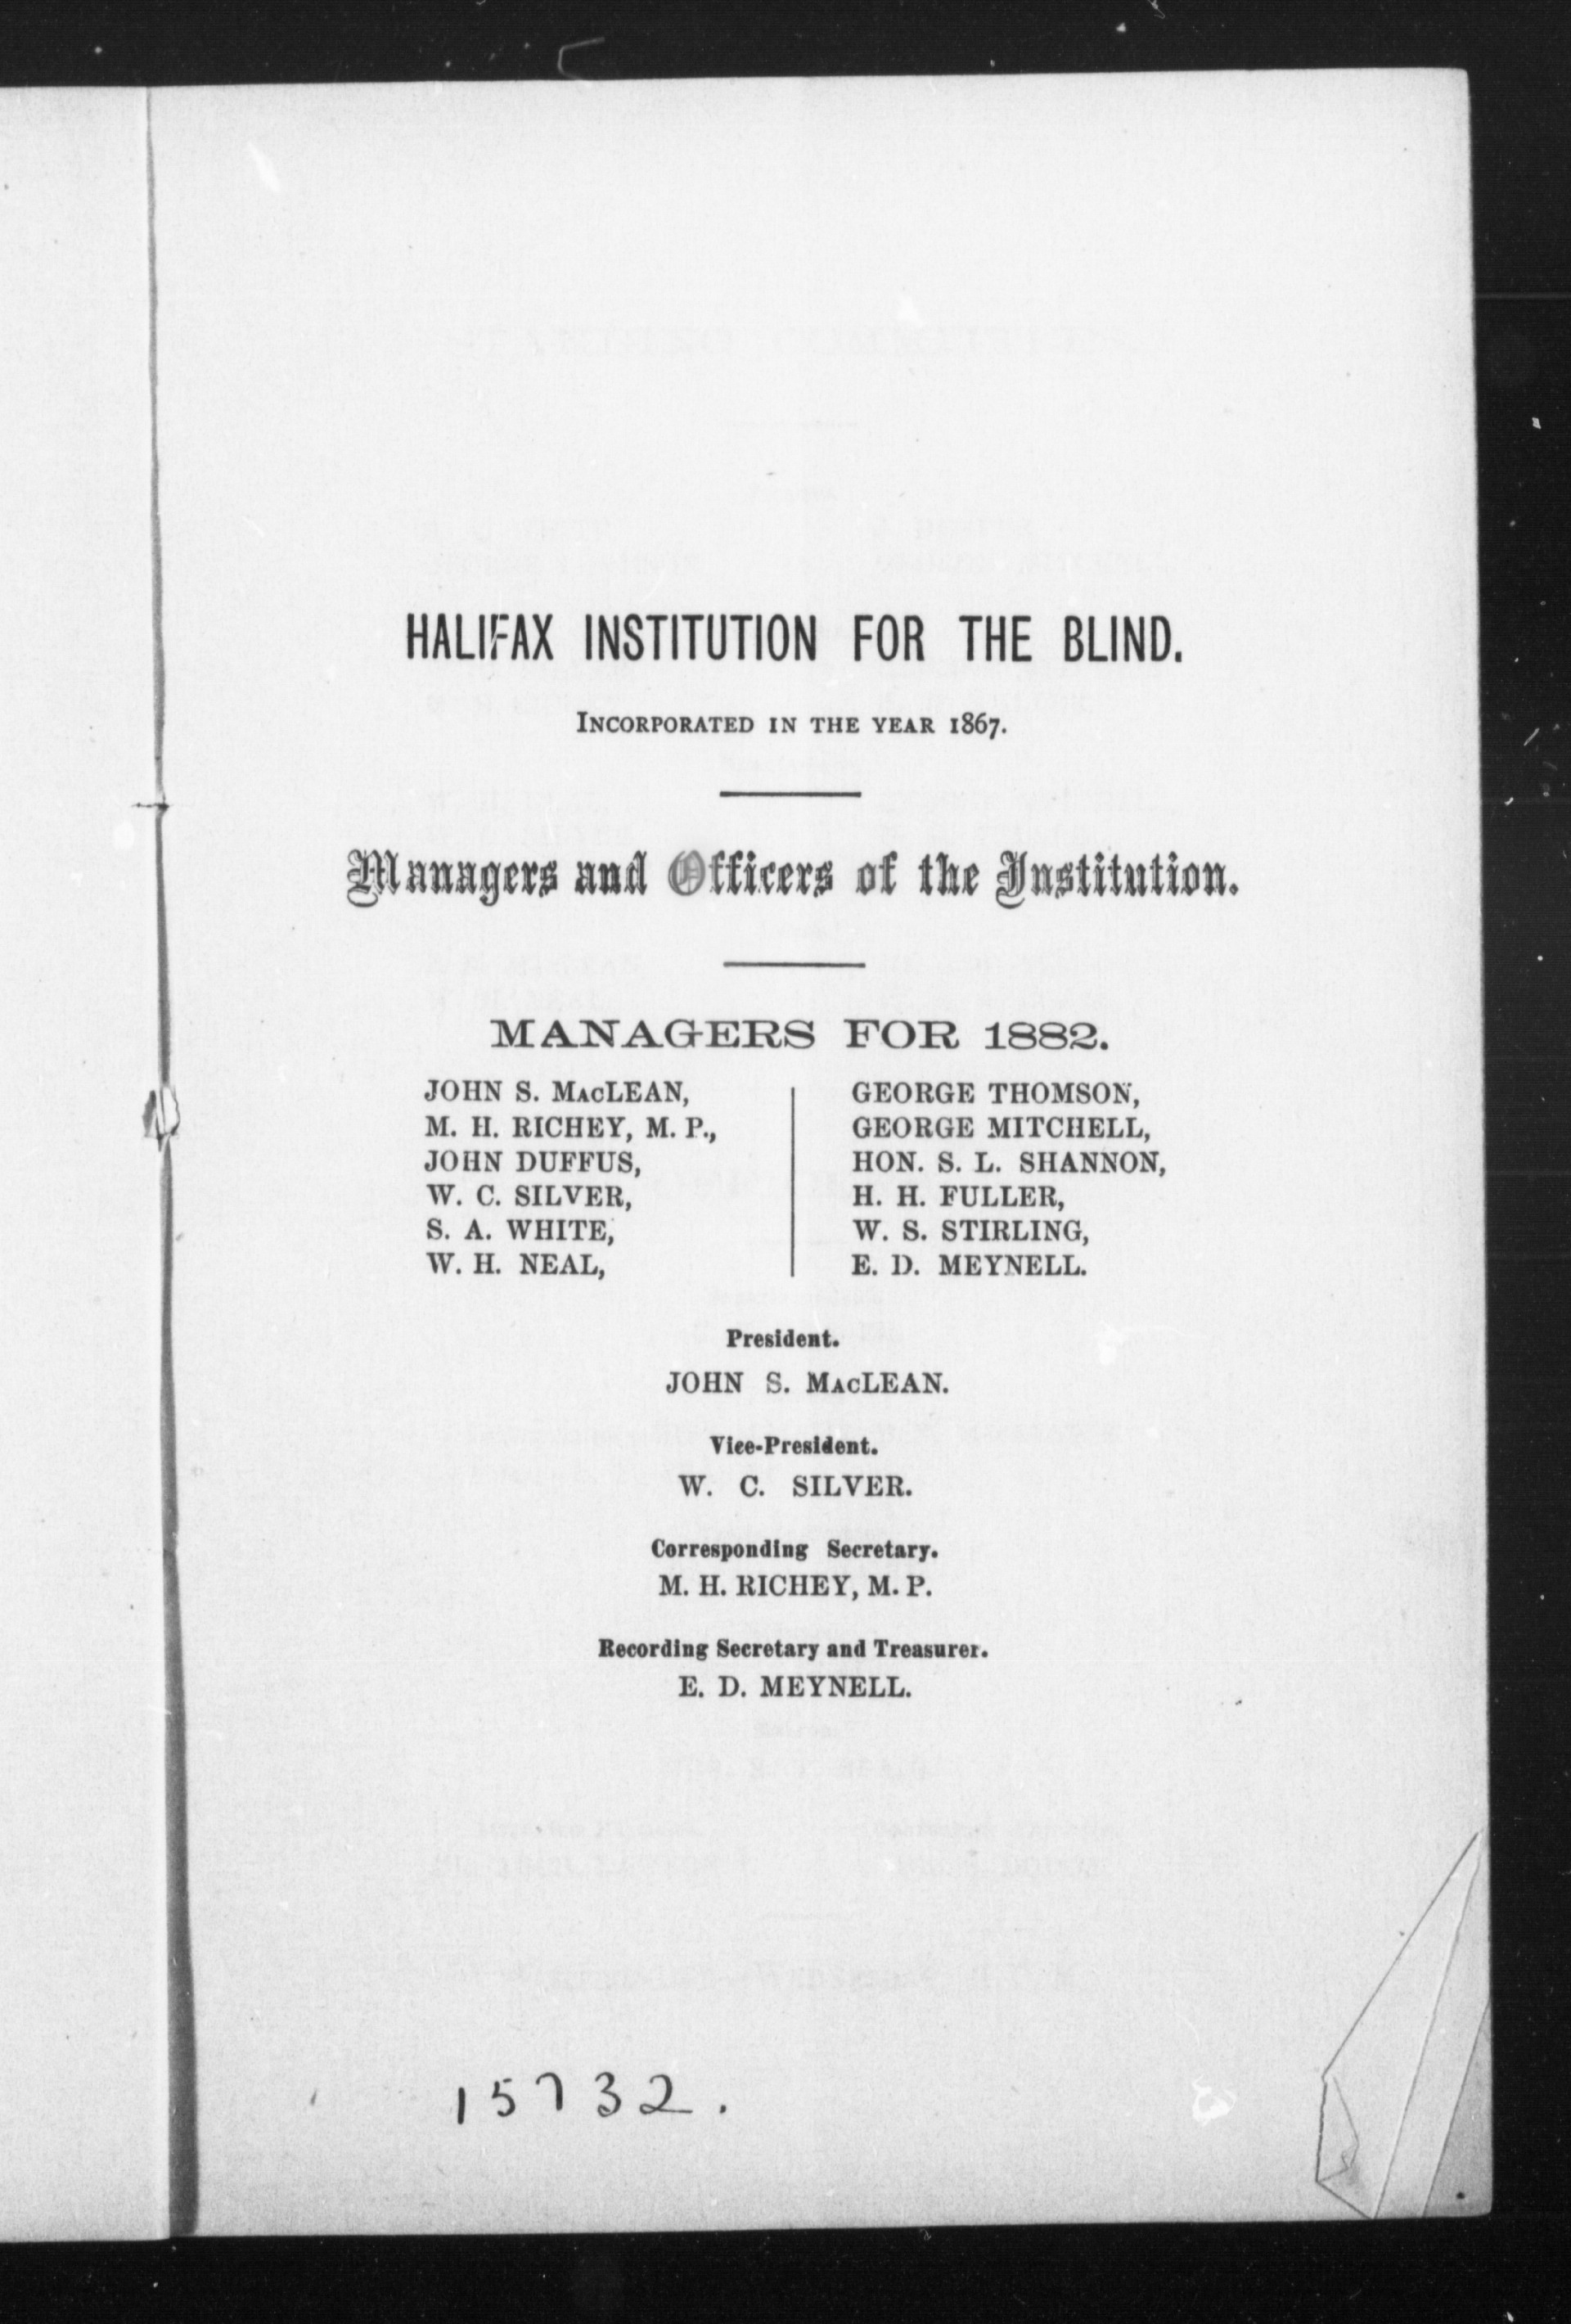 HALIFAX INSTITUTION FOR THE BLIND.
INCORPORATED IN THE YEAR 1867.
Managers and Officers of the Institution.
MANAGERS FOR 1882.
JOHN S. MACLEAN,
M. H. RICHEY, M. P.,
JOHN DUFFUS,
W. C. SILVER,
S. A. WHITE,
W. H. NEAL,
GEORGE THOMSON,
GEORGE MITCHELL,
HON. S. L. SHANNON,
H. H. FULLER,
W. S. STIRLING,
E. D. MEYNELL.
President.
JOHN S. MACLEAN.
Vice-President.
W. C. SILVER.
Corresponding Secretary.
M. H. RICHEY, M. P.
Recording Secretary and Treasurer.
E. D. MEYNELL.
15732.